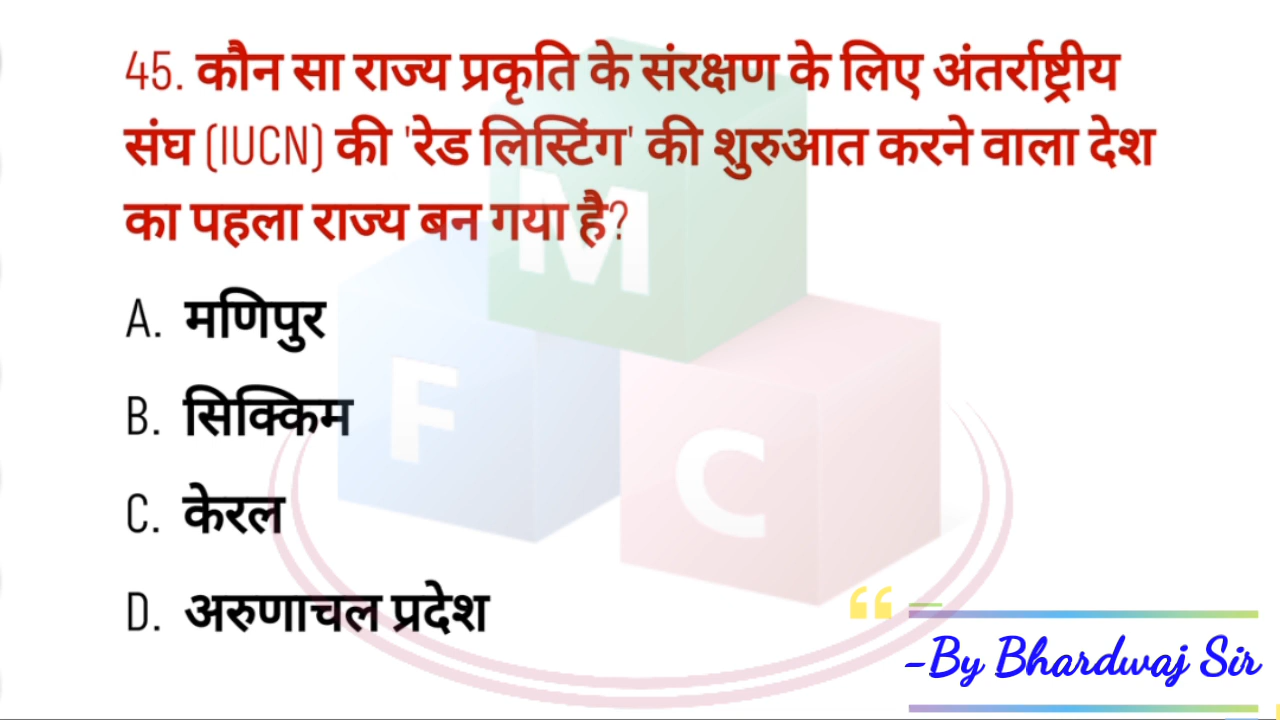 45. कौन सा राज्य प्रकृति के संरक्षण के लिए अंतर्राष्ट्रीय
संघ (IUCN) की 'रेड लिस्टिंग' की शुरुआत करने वाला देश
का पहला राज्य बन गया है?
A. मणिपुर
B. सिक्किम
C. केरल
D. अरुणाचल प्रदेश
M
F
C
“
-By Bhardwaj Sir